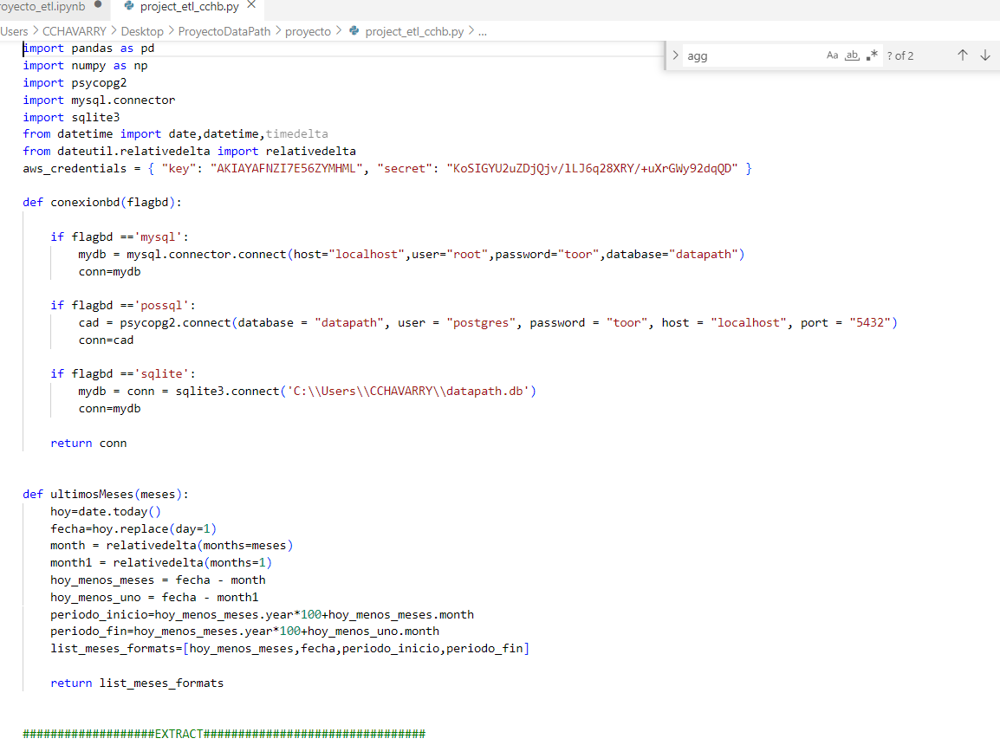 royecto_etl.ipynb ● project_etl_cchb.py ×
Users > CCHAVARRY > Desktop > ProyectoDataPath > proyecto > project_etl_cchb.py > ...
agg Aa ab ? of 2
import pandas as pd
import numpy as np
import psycopg2
import mysql.connector
import sqlite3
from datetime import date,datetime,timedelta
from dateutil.relativedelta import relativedelta
aws_credentials = { "key": "AKIAYAFNZI7E56ZYMHML", "secret": "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" }
def conexionbd(flagbd):
if flagbd =='mysql':
mydb = mysql.connector.connect(host="localhost",user="root",password="toor",database="datapath")
conn=mydb
if flagbd =='possql':
cad = psycopg2.connect(database = "datapath", user = "postgres", password = "toor", host = "localhost", port = "5432")
conn=cad
if flagbd =='sqlite':
mydb = conn = sqlite3.connect('C:\\Users\\CCHAVARRY\\datapath.db')
conn=mydb
return conn
def ultimosMeses(meses):
hoy=date.today()
fecha=hoy.replace(day=1)
month = relativedelta(months=meses)
month1 = relativedelta(months=1)
hoy_menos_meses = fecha - month
hoy_menos_uno = fecha - month1
periodo_inicio=hoy_menos_meses.year*100+hoy_menos_meses.month
periodo_fin=hoy_menos_meses.year*100+hoy_menos_uno.month
list_meses_formats=[hoy_menos_meses,fecha,periodo_inicio,periodo_fin]
return list_meses_formats
###################EXTRACT################################